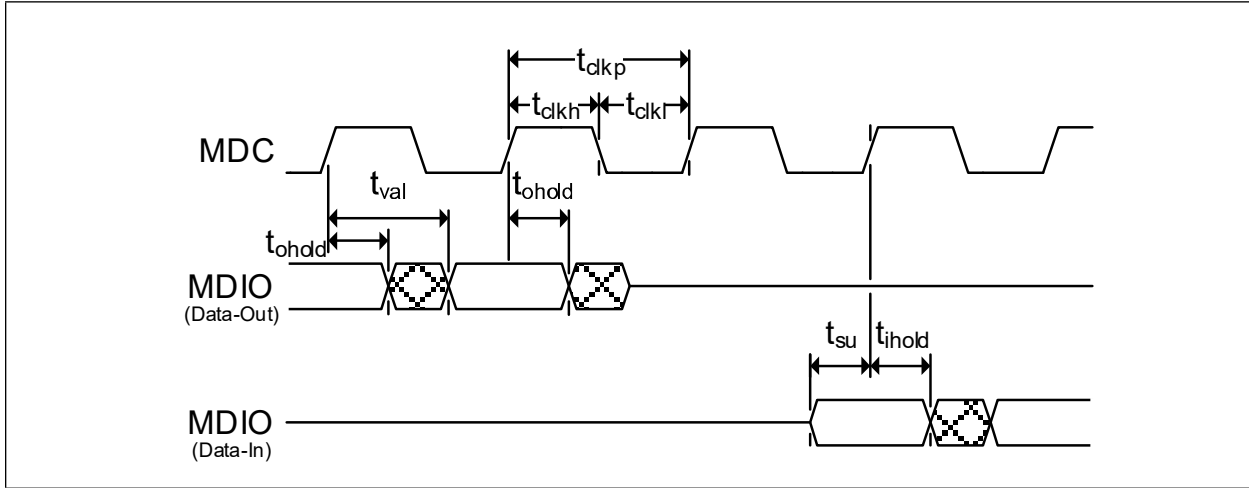 tclkp
tclkh tclkl
MDC
tval tohold
tohold
MDIO
(Data-Out)
tsu tihold
MDIO
(Data-In)